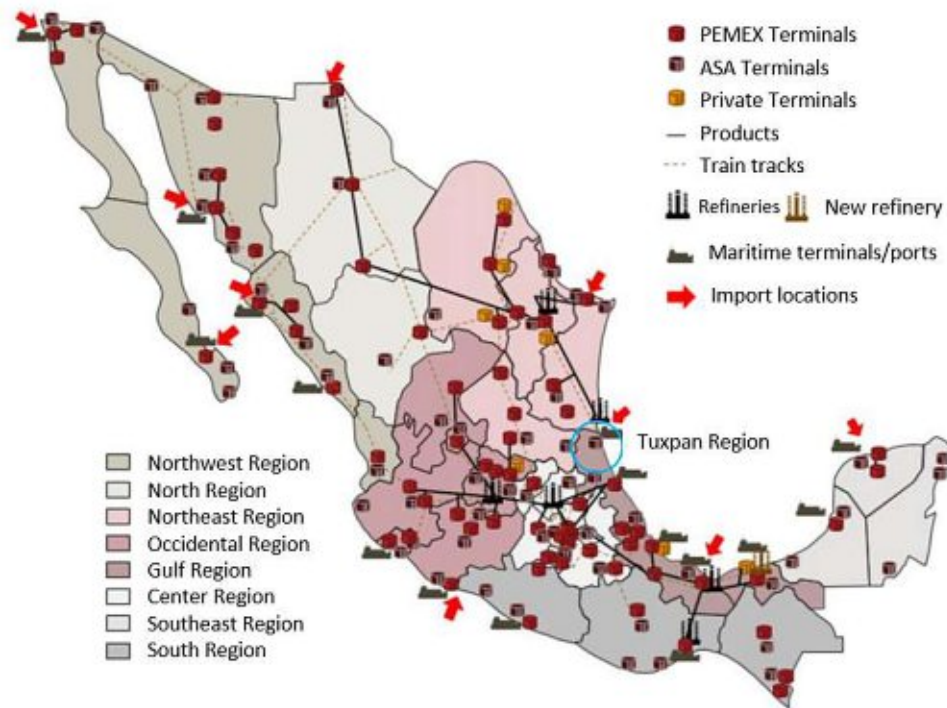 PEMEX Terminals
ASA Terminals
Private Terminals
Products
Train tracks
Refineries New refinery
Maritime terminals/ports
Import locations
Tuxpan Region
Northwest Region
North Region
Northeast Region
Occidental Region
Gulf Region
Center Region
Southeast Region
South Region